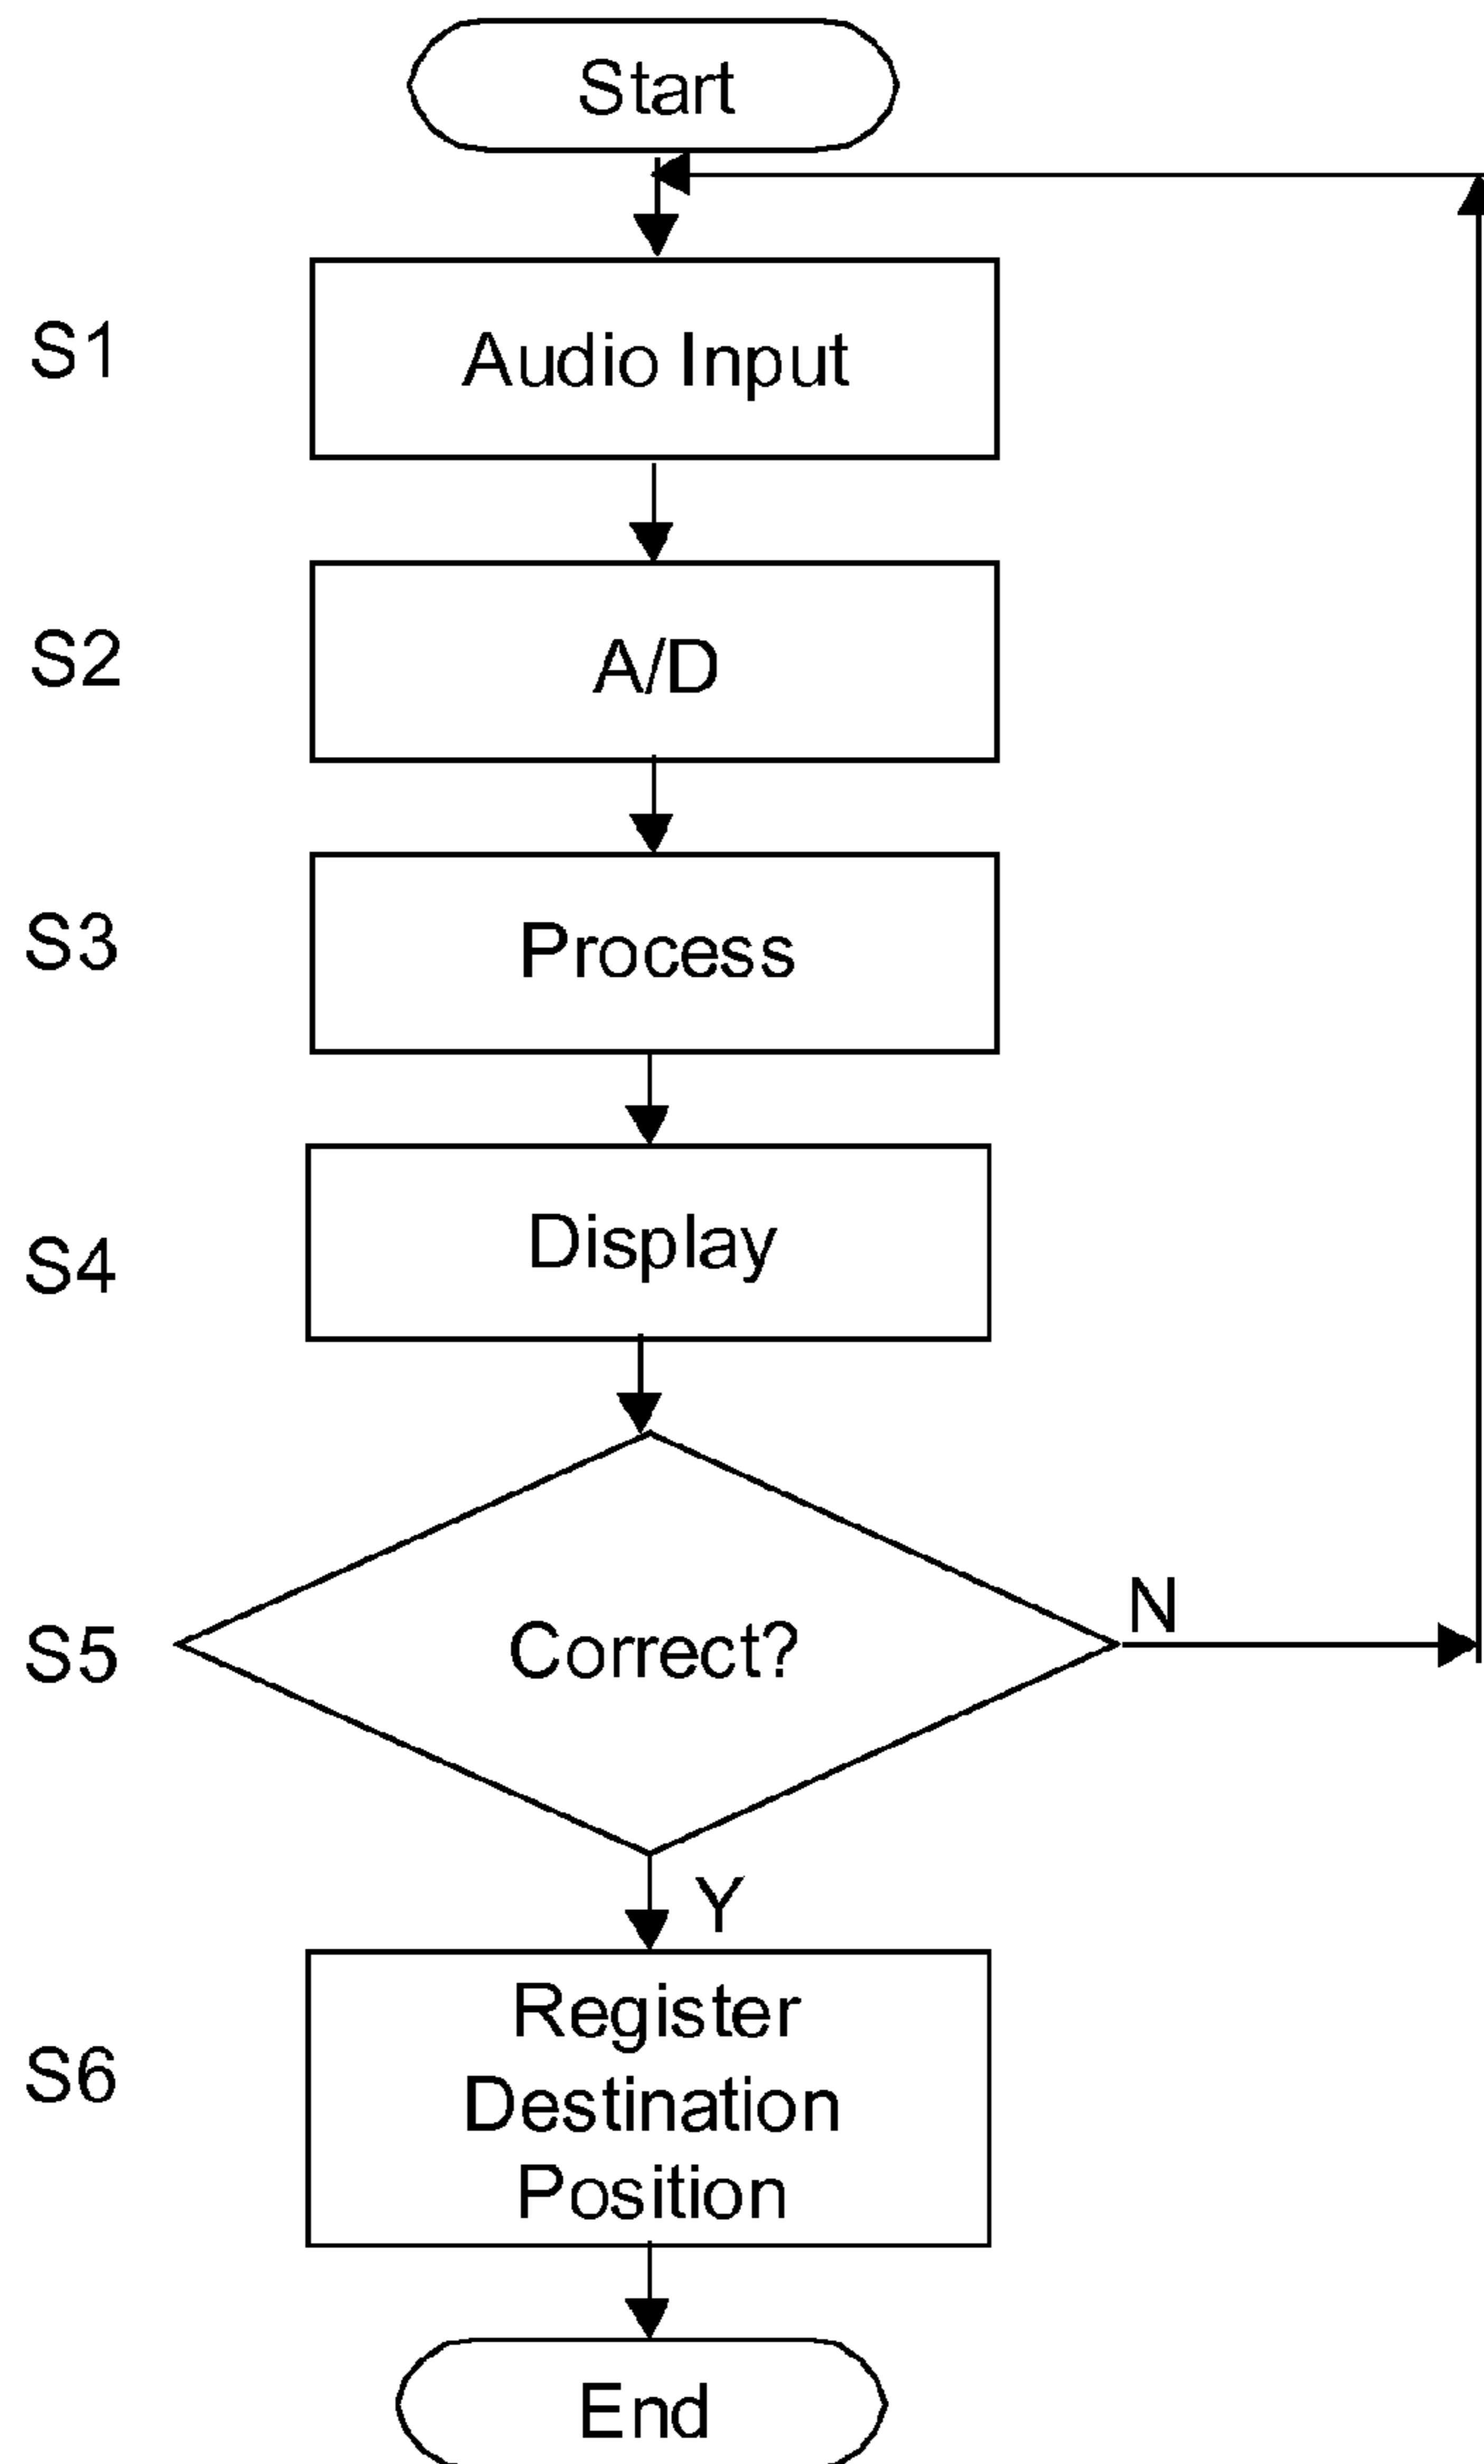 Start
S1
Audio Input
S2
A/D
S3
Process
S4
Display
S5
Correct?
N
Y
S6
Register
Destination
Position
End